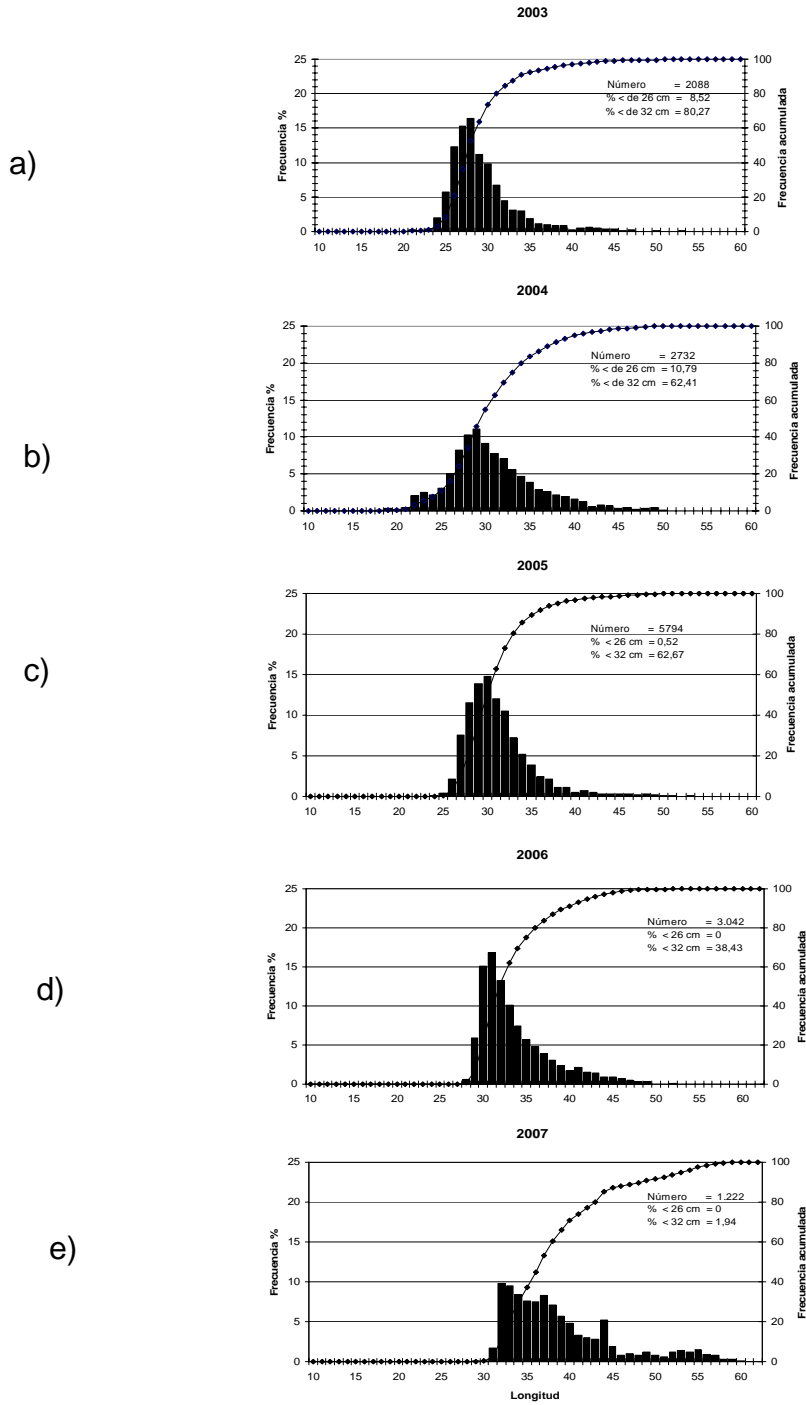 2003
a)
Frecuencia %
25
20
15
10
5
0
Número = 2088
% < de 26 cm = 8,52
% < de 32 cm = 80,27
100
80
60
40
20
0
Frecuencia acumulada
10 15 20 25 30 35 40 45 50 55 60
2004
b)
Frecuencia %
25
20
15
10
5
0
Número = 2732
% < de 26 cm = 10,79
% < de 32 cm = 62,41
100
80
60
40
20
0
Frecuencia acumulada
10 15 20 25 30 35 40 45 50 55 60
2005
c)
Frecuencia %
25
20
15
10
5
0
Número = 5794
% < 26 cm = 0,52
% < 32 cm = 62,67
100
80
60
40
20
0
Frecuencia acumulada
10 15 20 25 30 35 40 45 50 55 60
2006
d)
Frecuencia %
25
20
15
10
5
0
Número = 3.042
% < 26 cm = 0
% < 32 cm = 38,43
100
80
60
40
20
0
Frecuencia acumulada
10 15 20 25 30 35 40 45 50 55 60
2007
e)
Frecuencia %
25
20
15
10
5
0
Número = 1.222
% < 26 cm = 0
% < 32 cm = 1,94
100
80
60
40
20
0
Frecuencia acumulada
10 15 20 25 30 35 40 45 50 55 60
Longitud